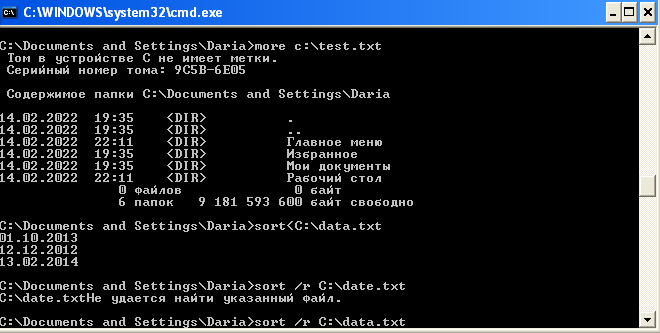 C:\WINDOWS\system32\cmd.exe
C:\Documents and Settings\Daria>more c:\test.txt
Том в устройстве C не имеет метки.
Серийный номер тома: 9C5B-6E05
Содержимое папки C:\Documents and Settings\Daria
14.02.2022  19:35    <DIR>          .
14.02.2022  19:35    <DIR>          ..
14.02.2022  22:11    <DIR>          Главное меню
14.02.2022  19:35    <DIR>          Избранное
14.02.2022  19:35    <DIR>          Мои документы
14.02.2022  22:11    <DIR>          Рабочий стол
0 файлов              0 байт
6 папок   9 181 593 600 байт свободно
C:\Documents and Settings\Daria>sort<C:\data.txt
01.10.2013
12.12.2012
13.02.2014
C:\Documents and Settings\Daria>sort /r C:\date.txt
C:\date.txtНе удается найти указанный файл.
C:\Documents and Settings\Daria>sort /r C:\data.txt